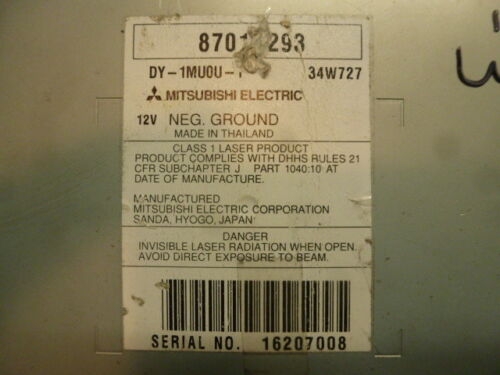 8701 293
DY-1MU0U- 34W727
MITSUBISHI ELECTRIC
12V NEG. GROUND
MADE IN THAILAND
CLASS 1 LASER PRODUCT
PRODUCT COMPLIES WITH DHHS RULES 21
CFR SUBCHAPTER J PART 1040:10 AT
DATE OF MANUFACTURE.
MANUFACTURED
MITSUBISHI ELECTRIC CORPORATION
SANDA, HYOGO, JAPAN
DANGER
INVISIBLE LASER RADIATION WHEN OPEN.
AVOID DIRECT EXPOSURE TO BEAM.
SERIAL NO. 16207008